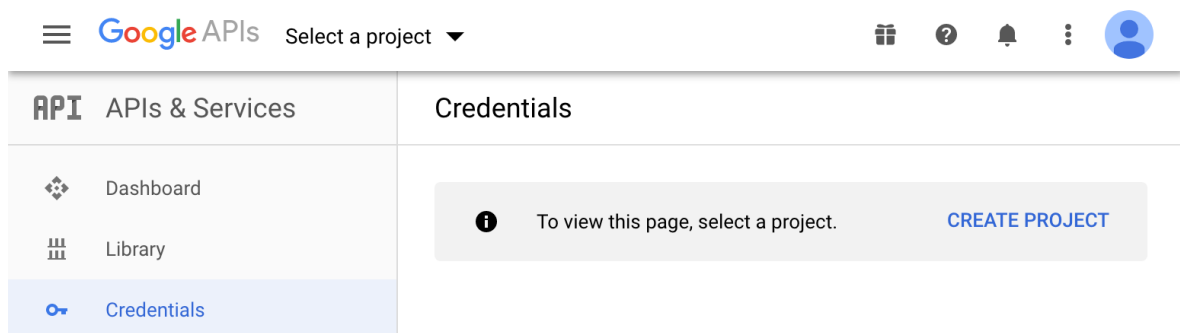 Google APIs Select a project
API APIs & Services
Credentials
Dashboard
To view this page, select a project. CREATE PROJECT
Library
Credentials